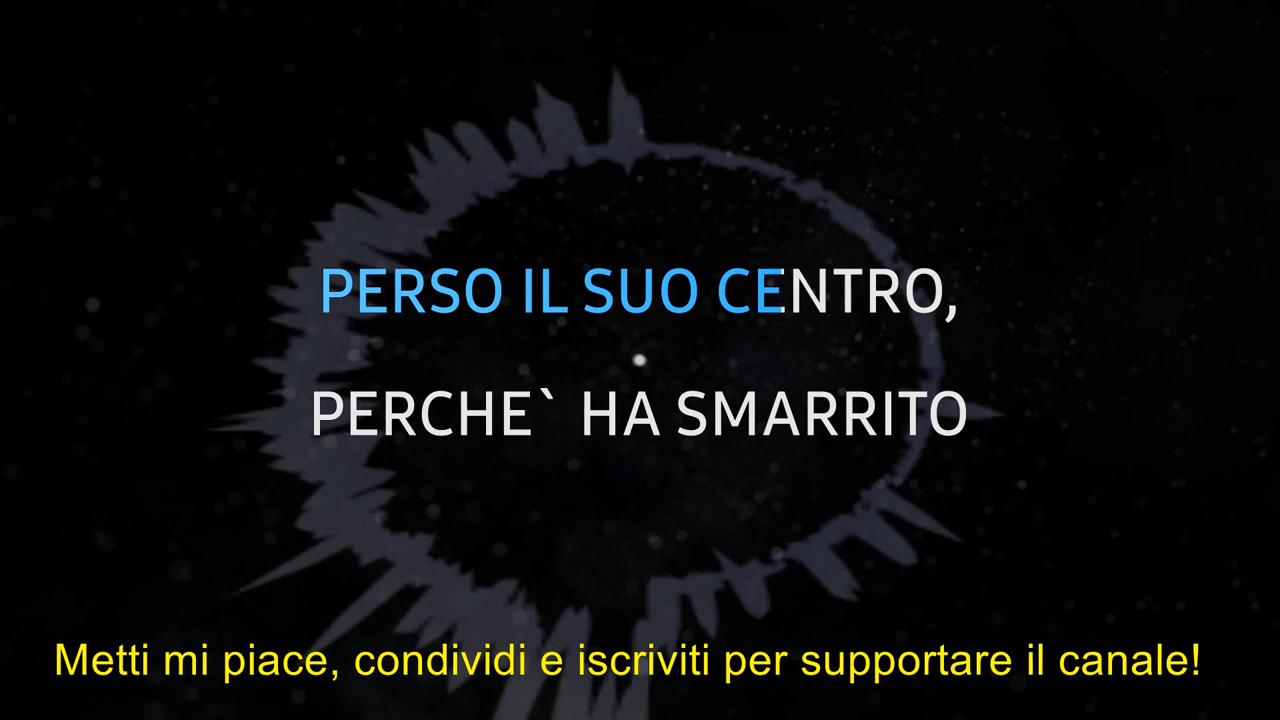 PERSO IL SUO CENTRO,
PERCHE` HA SMARRITO
Metti mi piace, condividi e iscriviti per supportare il canale!